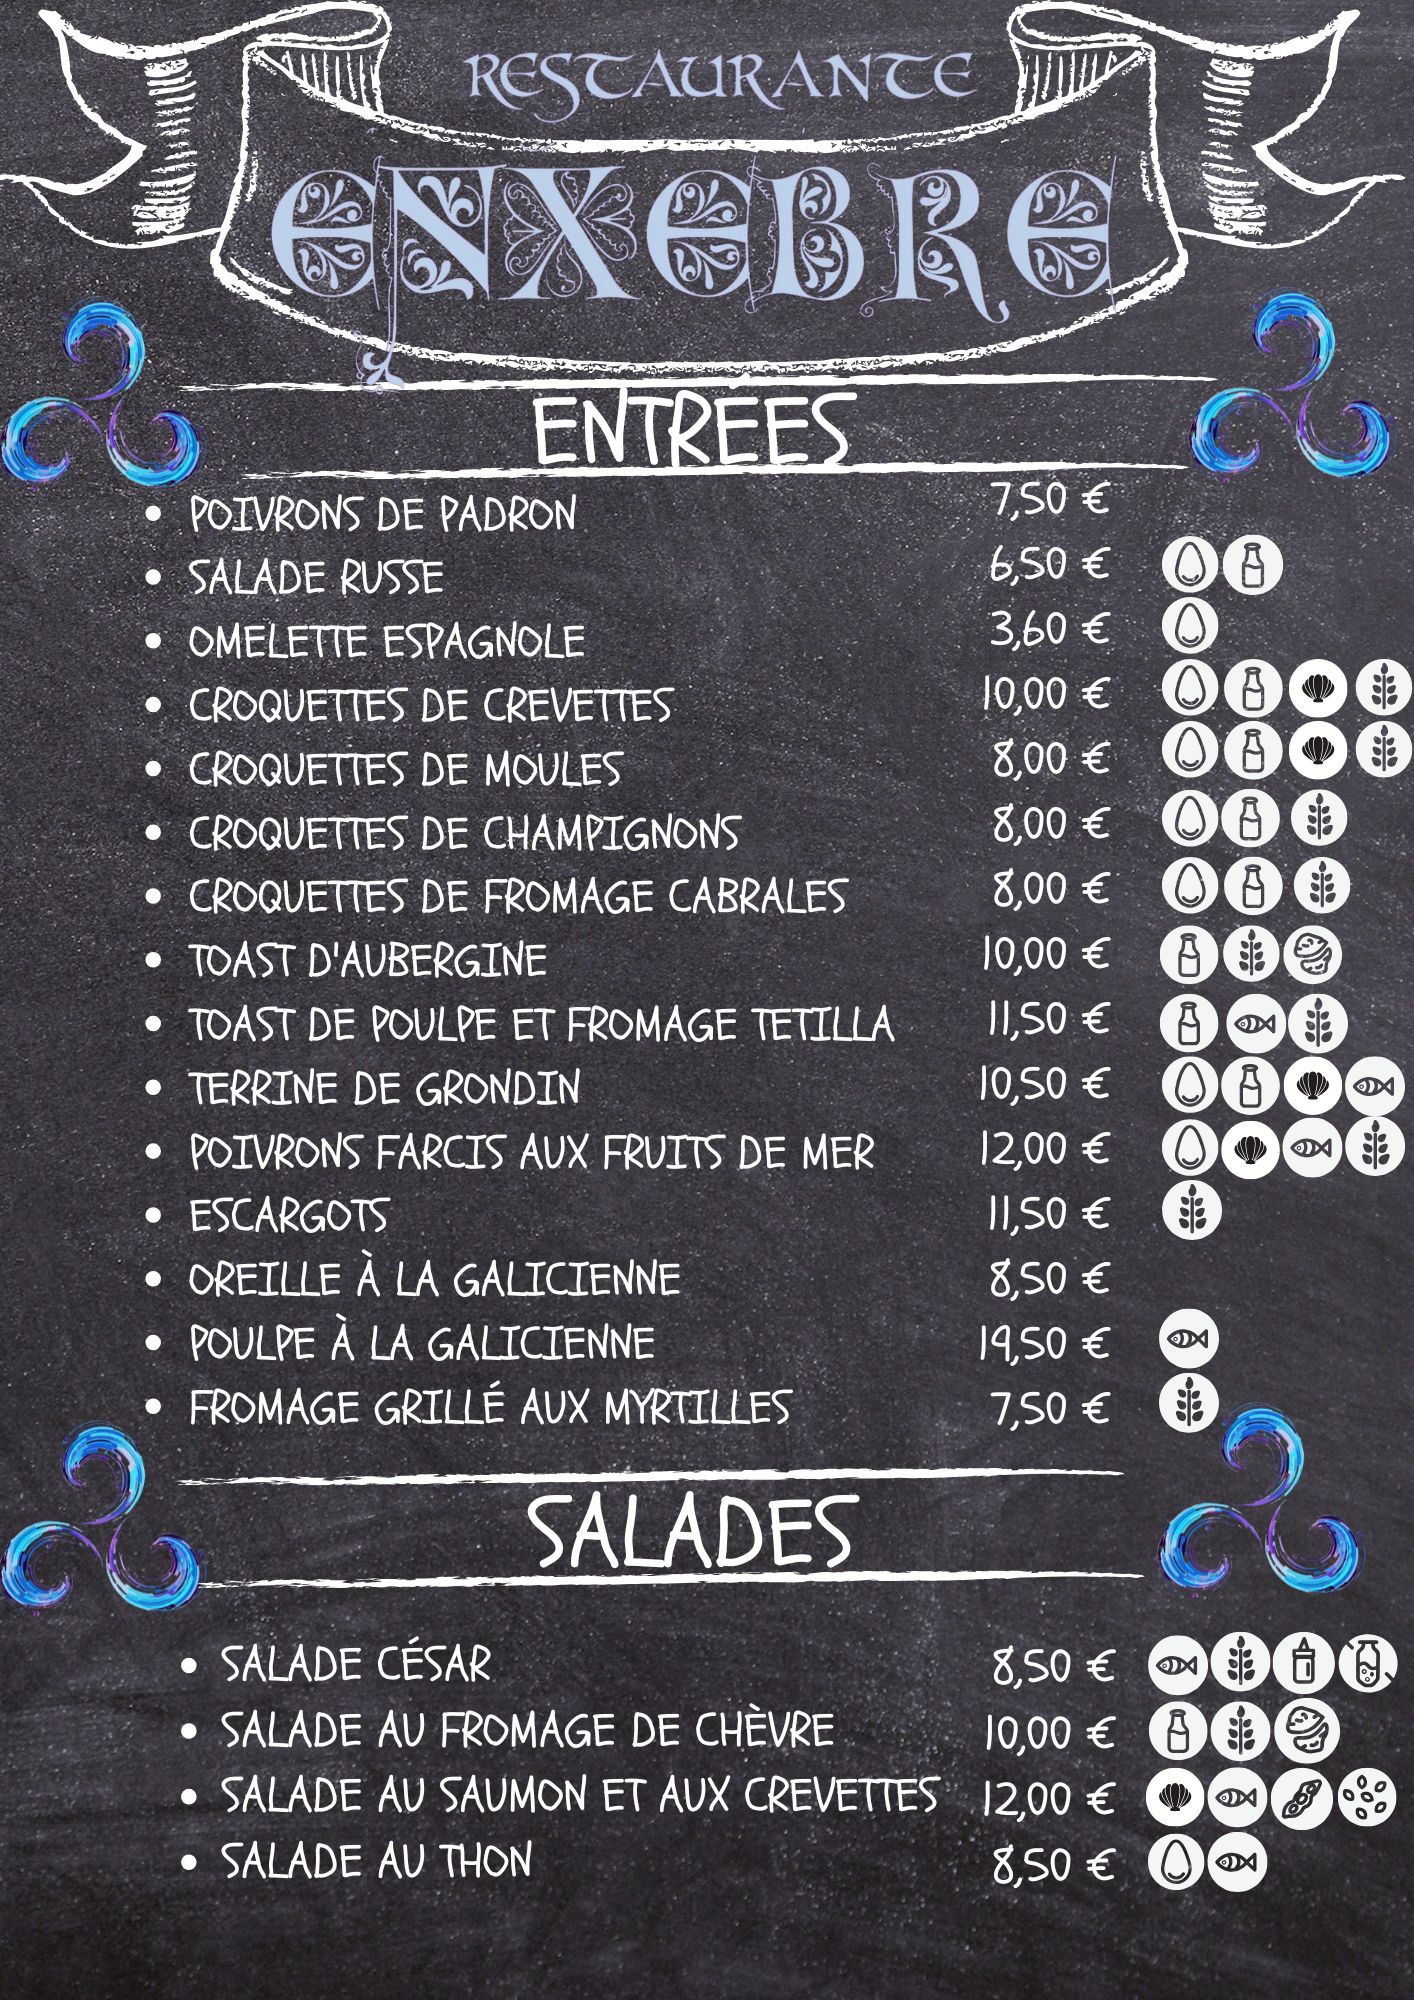 RESTAURANTE
ENXEBRE
ENTREES
POIVRONS DE PADRON 7,50 €
SALADE RUSSE 6,50 €
OMELETTE ESPAGNOLE 3,60 €
CROQUETTES DE CREVETTES 10,00 €
CROQUETTES DE MOULES 8,00 €
CROQUETTES DE CHAMPIGNONS 8,00 €
CROQUETTES DE FROMAGE CABRALES 8,00 €
TOAST D'AUBERGINE 10,00 €
TOAST DE POULPE ET FROMAGE TETILLA 11,50 €
TERRINE DE GRONDIN 10,50 €
POIVRONS FARCIS AUX FRUITS DE MER 12,00 €
ESCARGOTS 11,50 €
OREILLE À LA GALICIENNE 8,50 €
POULPE À LA GALICIENNE 19,50 €
FROMAGE GRILLÉ AUX MYRTILLES 7,50 €
SALADES
SALADE CÉSAR 8,50 €
SALADE AU FROMAGE DE CHÈVRE 10,00 €
SALADE AU SAUMON ET AUX CREVETTES 12,00 €
SALADE AU THON 8,50 €